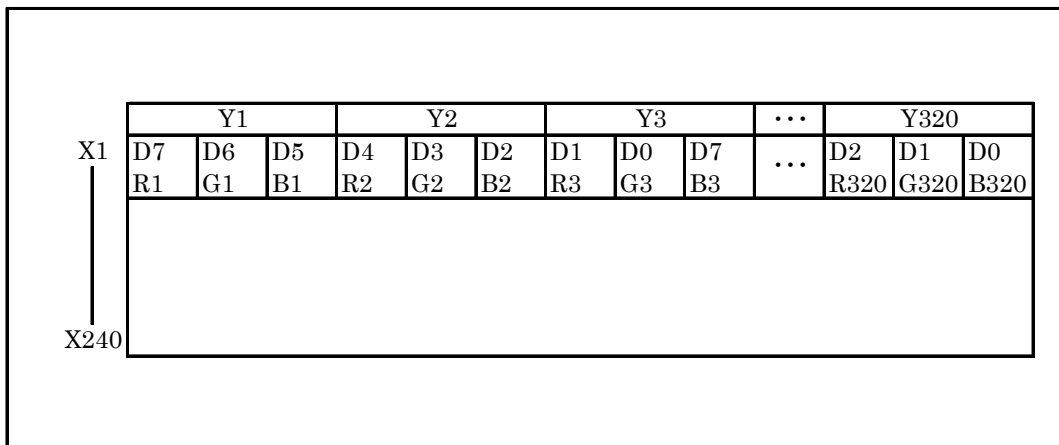 Y1 Y2 Y3 ... Y320
X1 D7 D6 D5 D4 D3 D2 D1 D0 D7 ... D2 D1 D0
R1 G1 B1 R2 G2 B2 R3 G3 B3 R320 G320 B320
X240